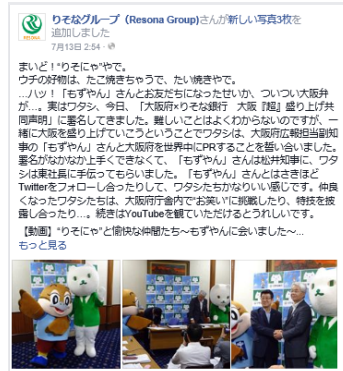 りそなグループ（Resona Group)さんが新しい写真3枚を
追加しました
RESONA
7月13日 2:54 ·
まいど！“りそにゃ”やで。
ウチの好物は、たこ焼きちゃうで、たい焼きやで。
…ハッ！「もずやん」さんとお友だちになったせいか、ついつい大阪弁
が…。実はワタシ、今日、「大阪府×りそな銀行　大阪『超』盛り上げ共
同声明」に署名してきました。難しいことはよくわからないのですが、一
緒に大阪を盛り上げていこうということでワタシは、大阪府広報担当副知
事の「もずやん」さんと大阪を世界中にPRすることを誓い合いました。
署名がなかなか上手くできなくて、「もずやん」さんは松井知事に、ワタ
シは東社長に手伝ってもらいました。「もずやん」さんとはさきほど
Twitterをフォローし合ったりして、ワタシたちかなりいい感じです。仲良
くなったワタシたちは、大阪府庁舎内で“お笑い”に挑戦したり、特技を披
露し合ったり…。続きはYouTubeを観ていただけるとうれしいです。
【動画】“りそにゃ”と愉快な仲間たち～もずやんに会いました～...
もっと見る